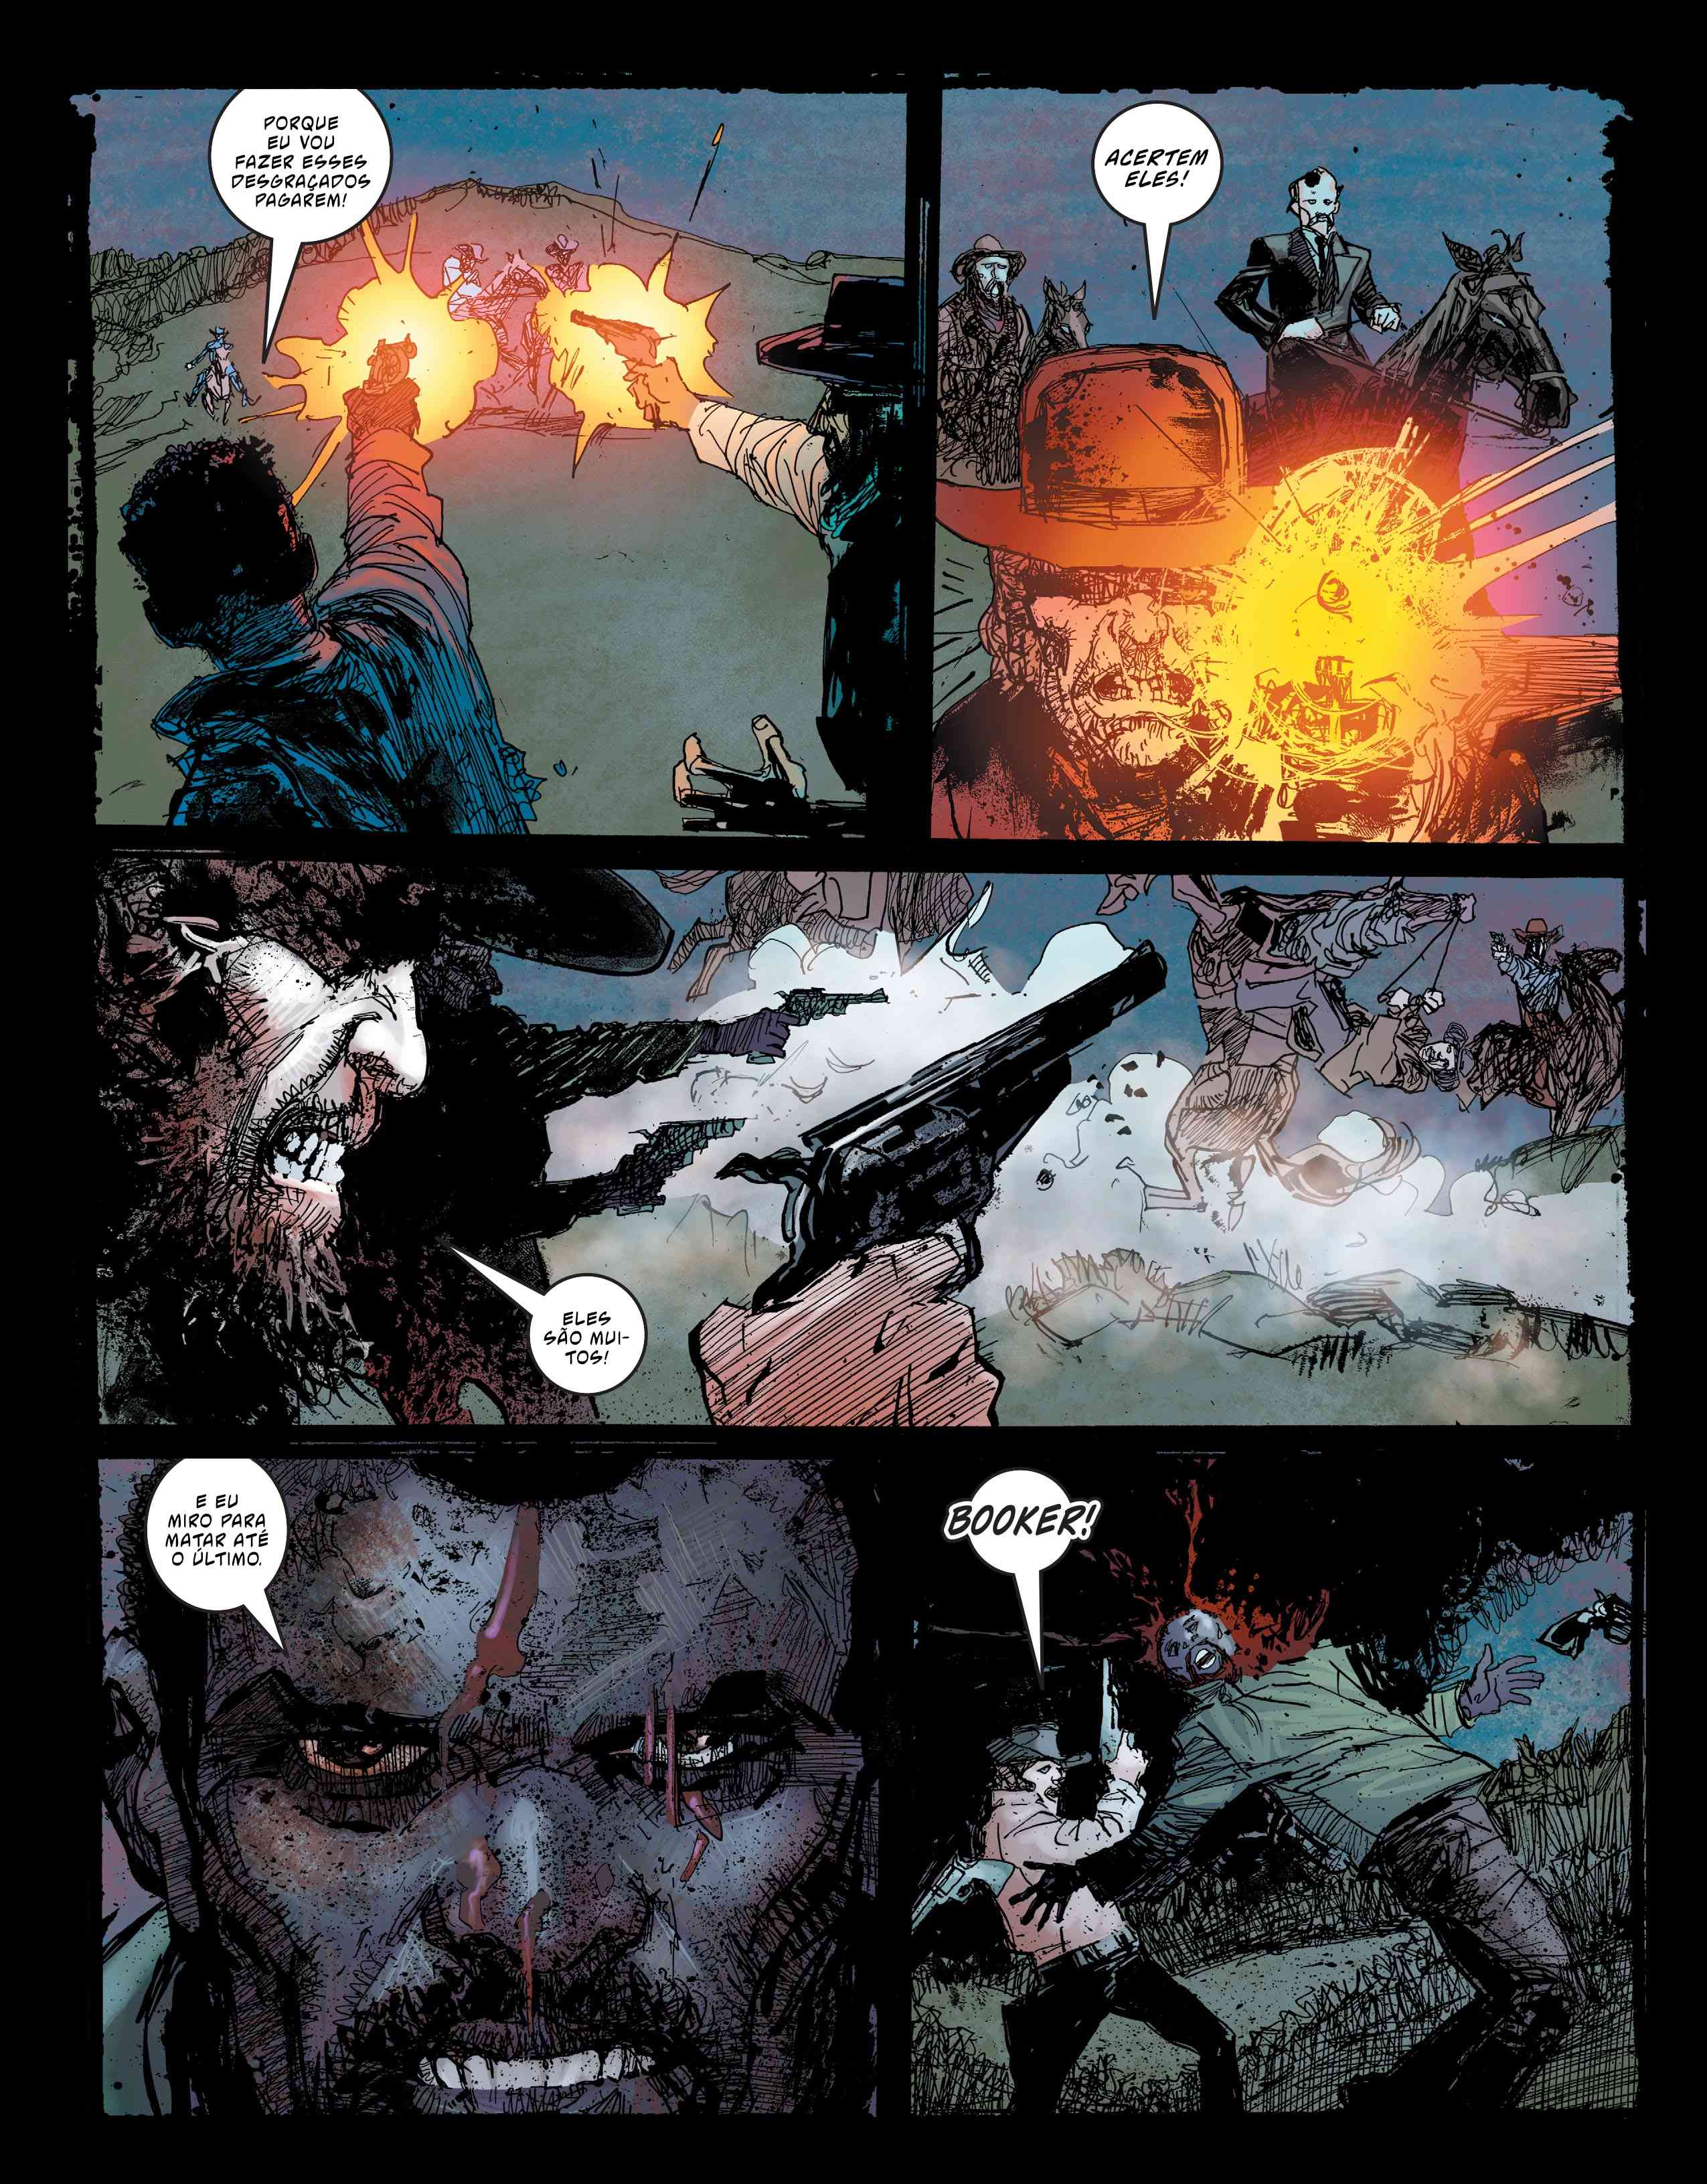 PORQUE
EU VOU
FAZER ESSES
DESGRAÇADOS
PAGAREM!
ACERTEM
ELES!
ELES
SÃO MUI-
TOS!
E EU
MIRO PARA
MATAR ATÉ
O ÚLTIMO.
BOOKER!